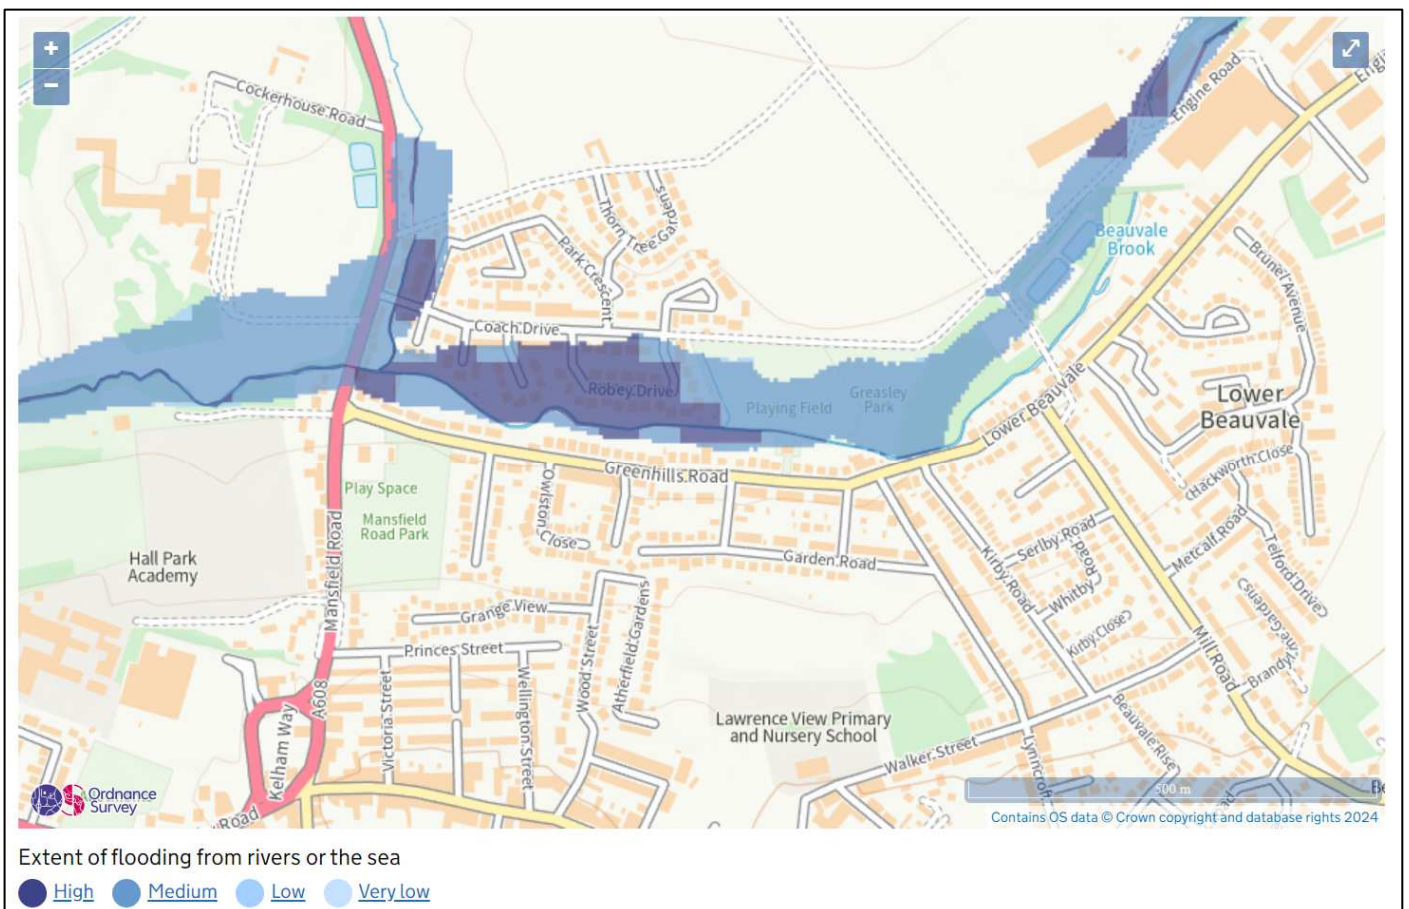 +
−
Cockerhouse Road
Engine Road
Thorn Tree Gardens
Park Crescent
Beauvale
Brook
Brunel Avenue
Coach Drive
Robey Drive
Playing Field
Greasley
Park
Lower Beauvale
Lower
Beauvale
Greenhills Road
Hackworth Close
Play Space
Owlston
Close
Mansfield
Road Park
Mansfield Road
Hall Park
Academy
Garden Road
Serlby Road
Metcalf Road
Kirby Road
Whitby
Road
Telford Drive
Grange View
Kirby Close
Princes Street
Wood Street
Atherfield Gardens
Mill Road
Brandy
ne Gardens
A608
Kelham Way
Victoria Street
Wellington Street
Lawrence View Primary
and Nursery School
Walker Street
Lynncroft
Beauvale Rise
Road
500 m
Be
Ordnance
Survey
Contains OS data © Crown copyright and database rights 2024
Extent of flooding from rivers or the sea
High Medium Low Very low